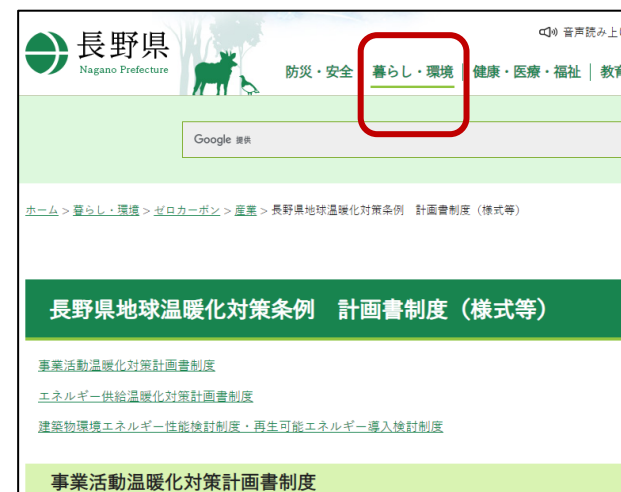 音声読み上
長野県
Nagano Prefecture
防災・安全 | 暮らし・環境 | 健康・医療・福祉 | 教育
Google 提供
ホーム > 暮らし・環境 > ゼロカーボン > 産業 > 長野県地球温暖化対策条例 計画書制度(様式等)
長野県地球温暖化対策条例 計画書制度(様式等)
事業活動温暖化対策計画書制度
エネルギー供給温暖化対策計画書制度
建築物環境エネルギー性能検討制度・再生可能エネルギー導入検討制度
事業活動温暖化対策計画書制度